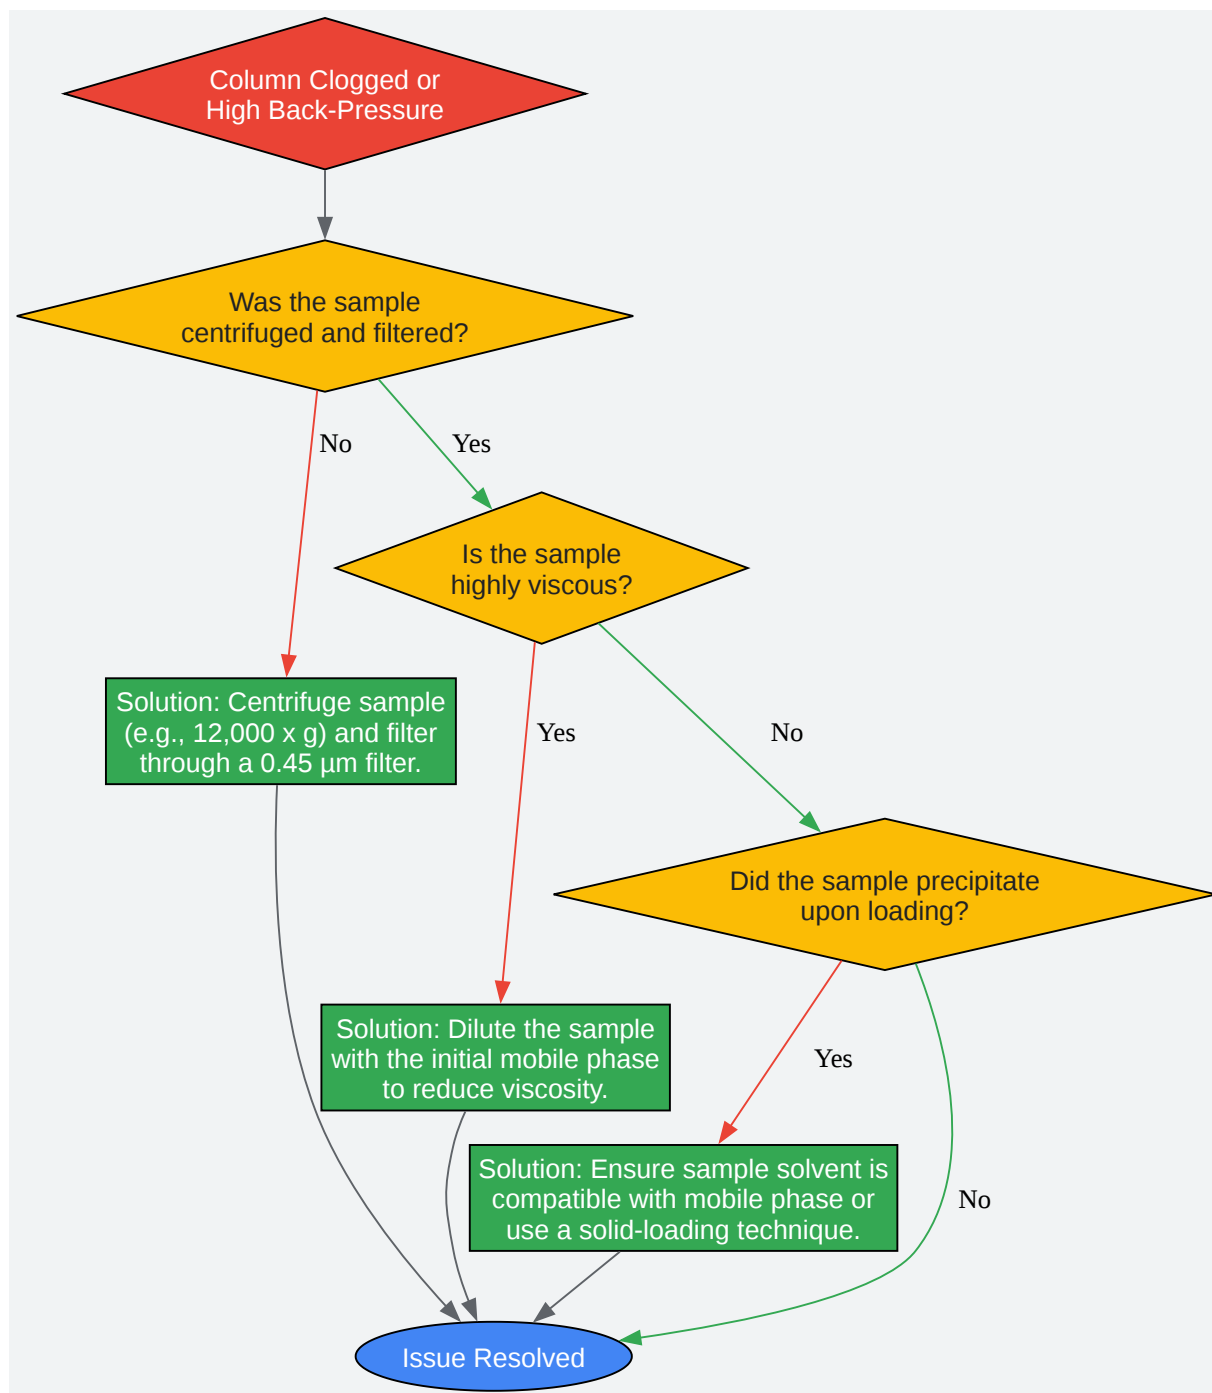 Column Clogged or
High Back-Pressure
Was the sample
centrifuged and filtered?
No
Yes
Is the sample
highly viscous?
Solution: Centrifuge sample
(e.g., 12,000 x g) and filter
through a 0.45 µm filter.
Yes
No
Did the sample precipitate
upon loading?
Solution: Dilute the sample
with the initial mobile phase
to reduce viscosity.
Yes
Solution: Ensure sample solvent is
compatible with mobile phase or
use a solid-loading technique.
No
Issue Resolved